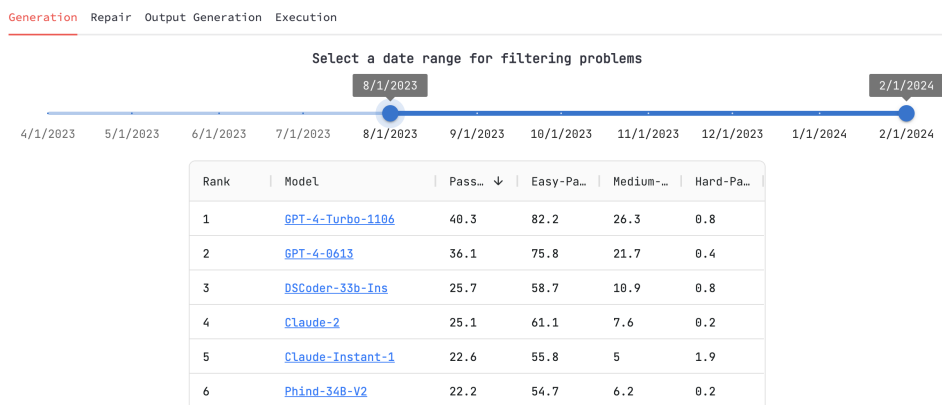 Generation Repair Output Generation Execution
Select a date range for filtering problems
8/1/2023 2/1/2024
4/1/2023 5/1/2023 6/1/2023 7/1/2023 8/1/2023 9/1/2023 10/1/2023 11/1/2023 12/1/2023 1/1/2024 2/1/2024
Rank Model Pass… ↓ Easy-Pa… Medium-… Hard-Pa…
1 GPT-4-Turbo-1106 40.3 82.2 26.3 0.8
2 GPT-4-0613 36.1 75.8 21.7 0.4
3 DSCoder-33b-Ins 25.7 58.7 10.9 0.8
4 Claude-2 25.1 61.1 7.6 0.2
5 Claude-Instant-1 22.6 55.8 5 1.9
6 Phind-34B-V2 22.2 54.7 6.2 0.2